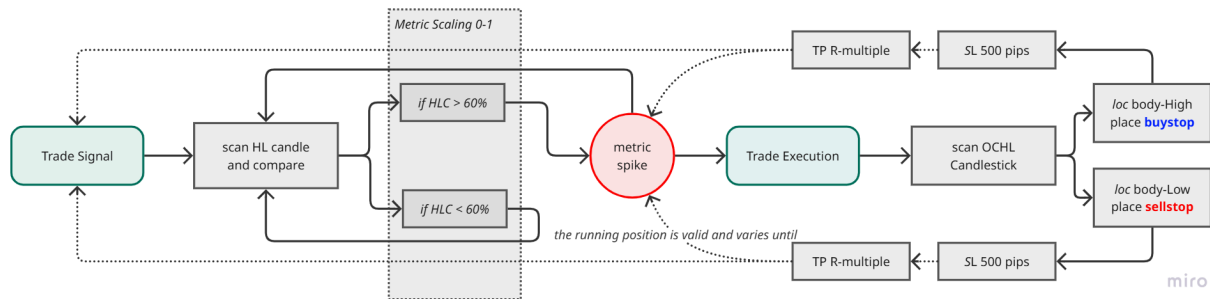 Metric Scaling 0-1
TP R-multiple
SL 500 pips
if HLC > 60%
loc body-High
place buystop
Trade Signal
scan HL candle
and compare
metric
spike
Trade Execution
scan OCHL
Candlestick
if HLC < 60%
loc body-Low
place sellstop
the running position is valid and varies until
TP R-multiple
SL 500 pips
miro